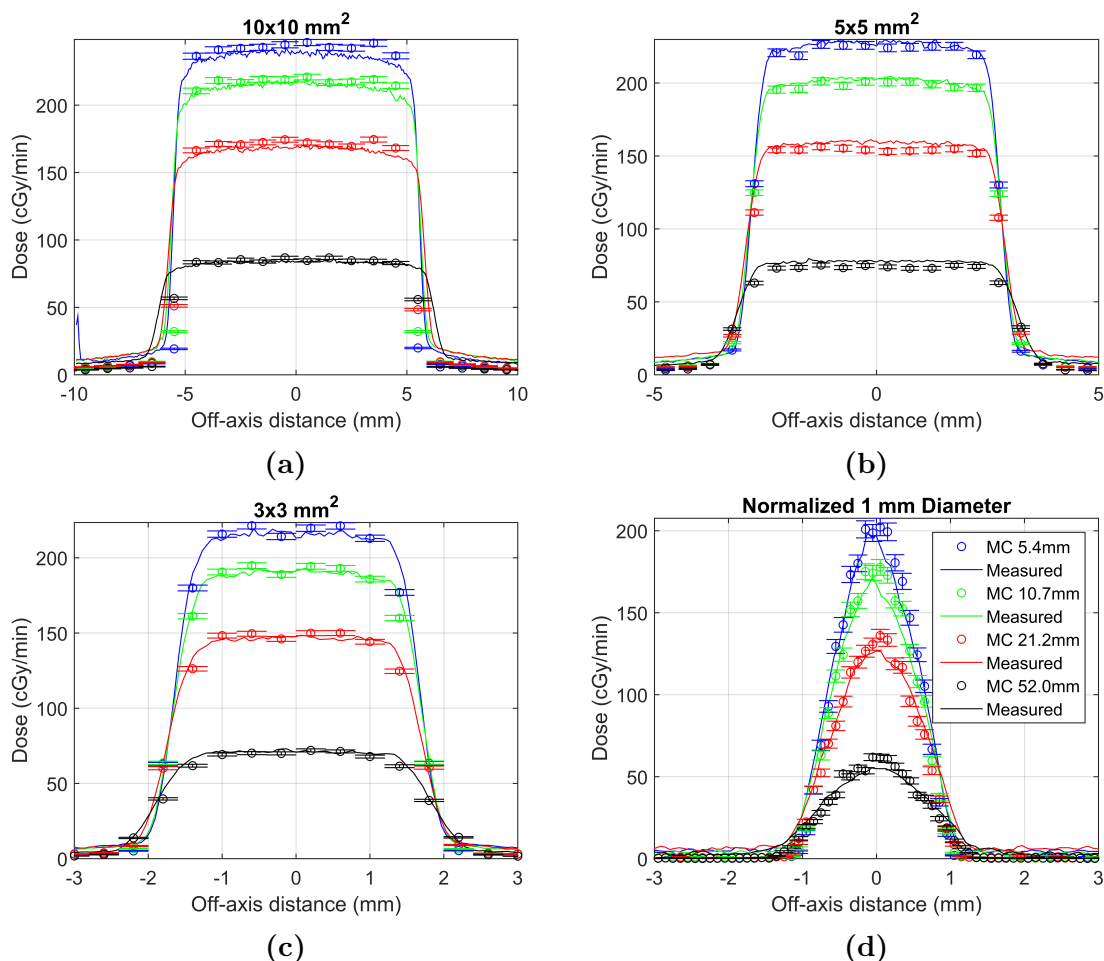 10x10 mm²
Dose (cGy/min)
200
150
100
50
0
-10
-5
0
5
10
Off-axis distance (mm)
(a)
5x5 mm²
Dose (cGy/min)
200
150
100
50
0
-5
0
5
Off-axis distance (mm)
(b)
3x3 mm²
Dose (cGy/min)
200
150
100
50
0
-3
-2
-1
0
1
2
3
Off-axis distance (mm)
(c)
Normalized 1 mm Diameter
Dose (cGy/min)
200
150
100
50
0
-3
-2
-1
0
1
2
3
Off-axis distance (mm)
MC 5.4mm
Measured
MC 10.7mm
Measured
MC 21.2mm
Measured
MC 52.0mm
Measured
(d)